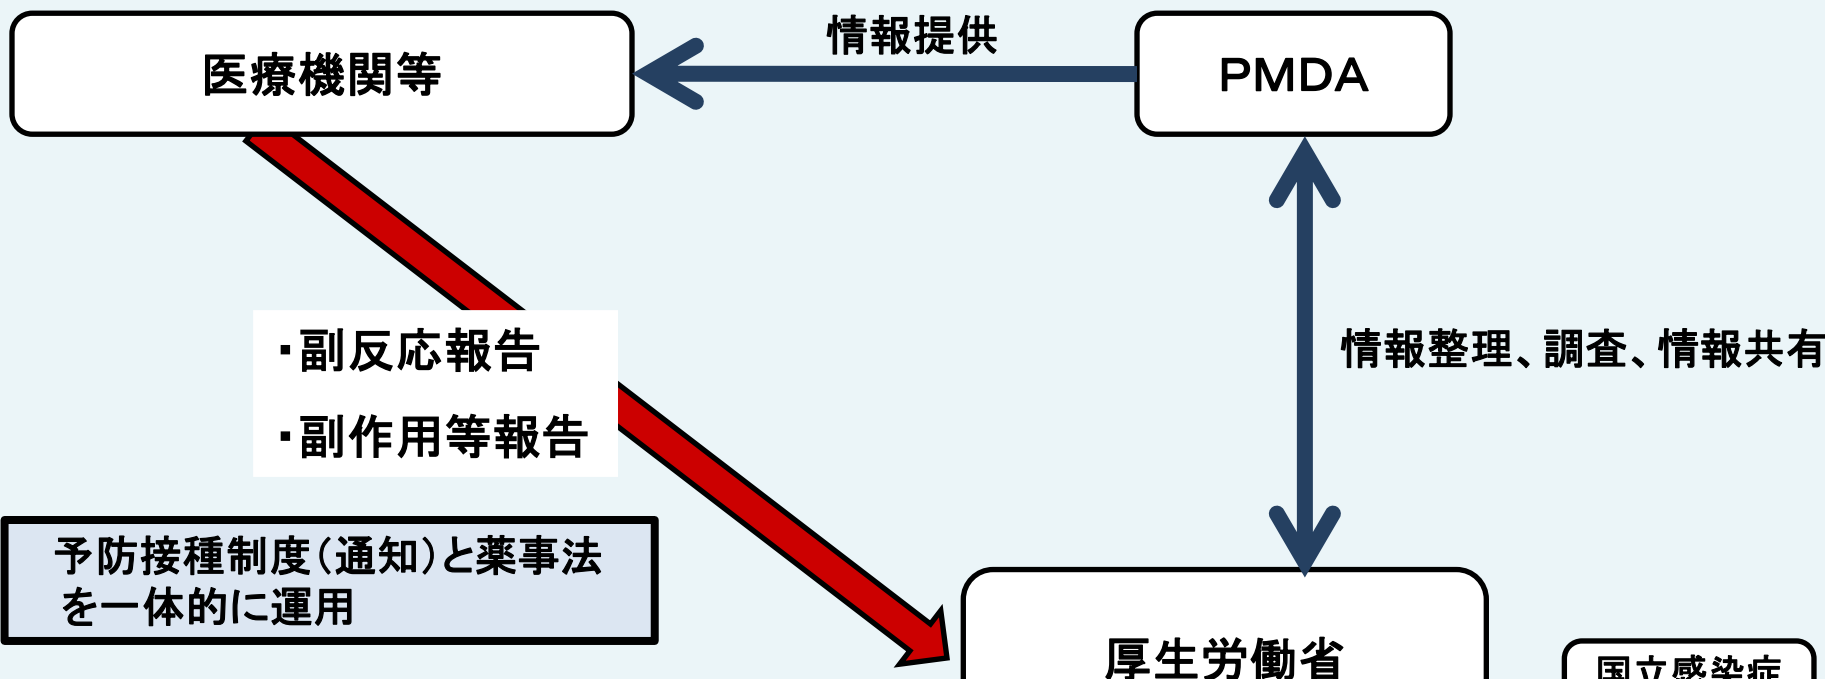 医療機関等
情報提供
PMDA
・副反応報告
・副作用等報告
情報整理、調査、情報共有
予防接種制度（通知）と薬事法
を一体的に運用
厚生労働省
国立感染症